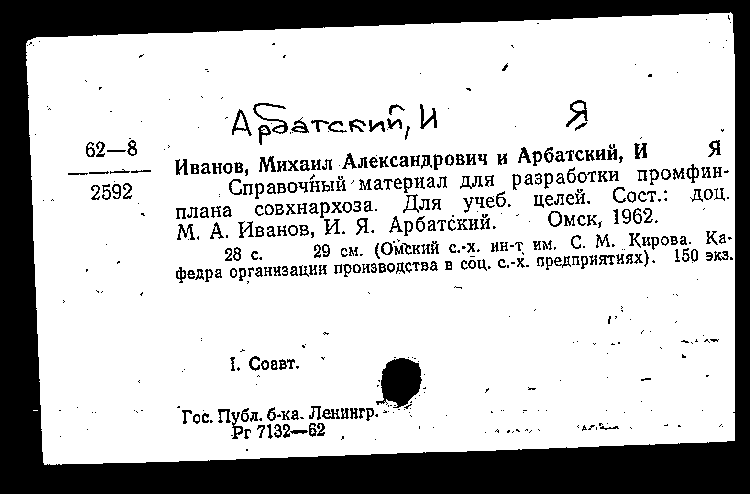 Арбатский, И Я
62—8
2592
Иванов, Михаил Александрович и Арбатский, И Я
Справочный материал для разработки промфин-
плана совхнархоза. Для учеб. целей. Сост.: доц.
М. А. Иванов, И. Я. Арбатский. Омск, 1962.
28 с. 29 см. (Омский с.-х. ин-т им. С. М. Кирова. Ка-
федра организации производства в соц. с.-х. предприятиях). 150 экз.
I. Соавт.
Гос. Публ. б-ка. Ленингр.
Рг 7132—62